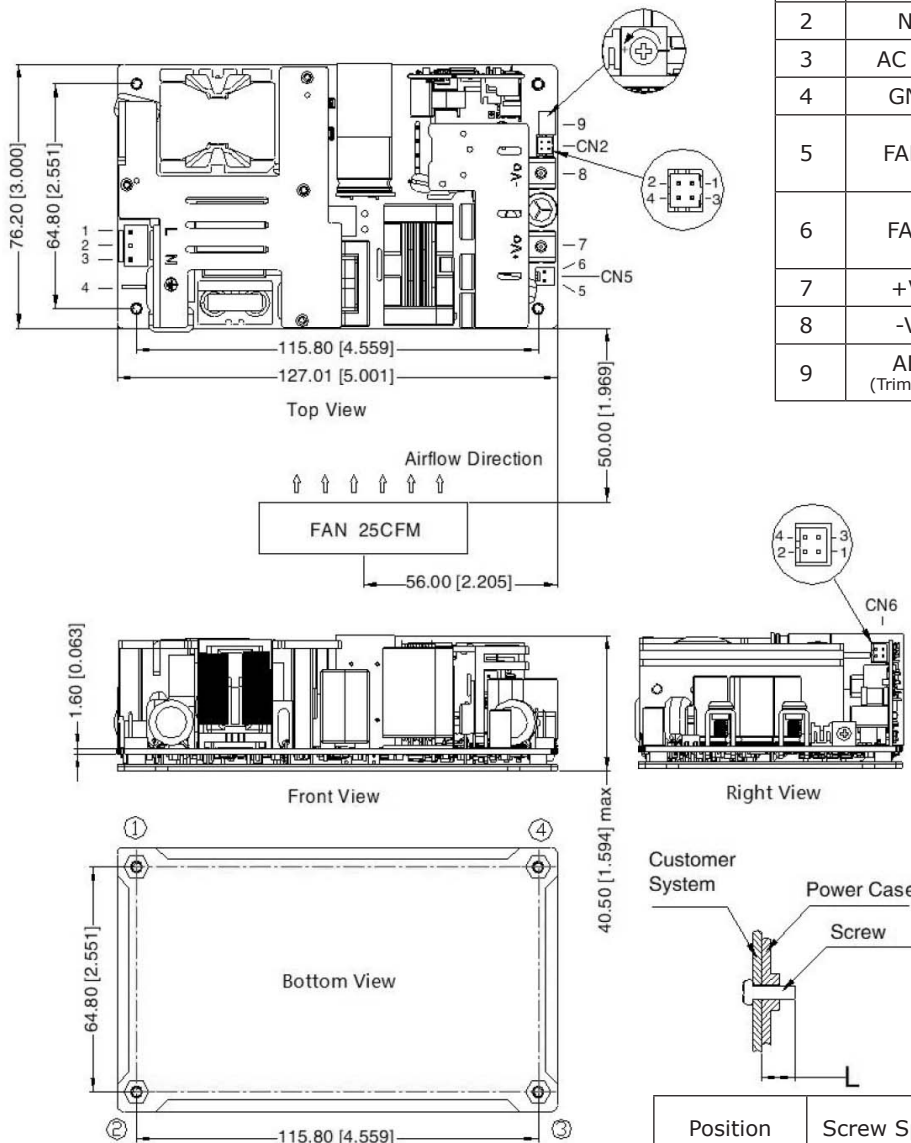 2 N
3 AC
4 GN
5 FA
6 FA
7 +V
8 -V
9
(Trim
76.20 [3.000]
64.80 [2.551]
1
2
3
4
L
N
-Vo
+Vo
9
CN2
8
7
6
CN5
5
2
1
4
3
115.80 [4.559]
127.01 [5.001]
Top View
50.00 [1.969]
Airflow Direction
FAN 25CFM
56.00 [2.205]
4
3
2
1
CN6
1.60 [0.063]
Front View
Right View
40.50 [1.594] max
1
4
64.80 [2.551]
Bottom View
2
3
115.80 [4.559]
Customer
System
Power Case
Screw
L
Position Screw S